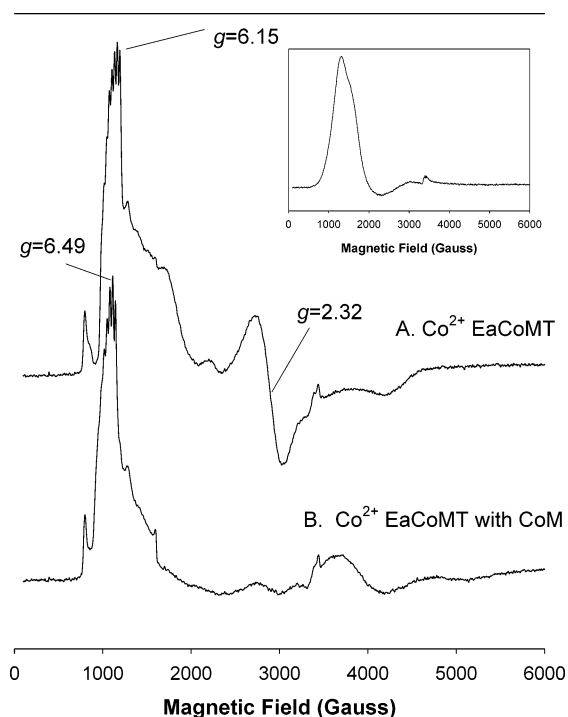 g=6.15
0 1000 2000 3000 4000 5000 6000
Magnetic Field (Gauss)
g=6.49
g=2.32
A. Co²⁺ EaCoMT
B. Co²⁺ EaCoMT with CoM
0 1000 2000 3000 4000 5000 6000
Magnetic Field (Gauss)